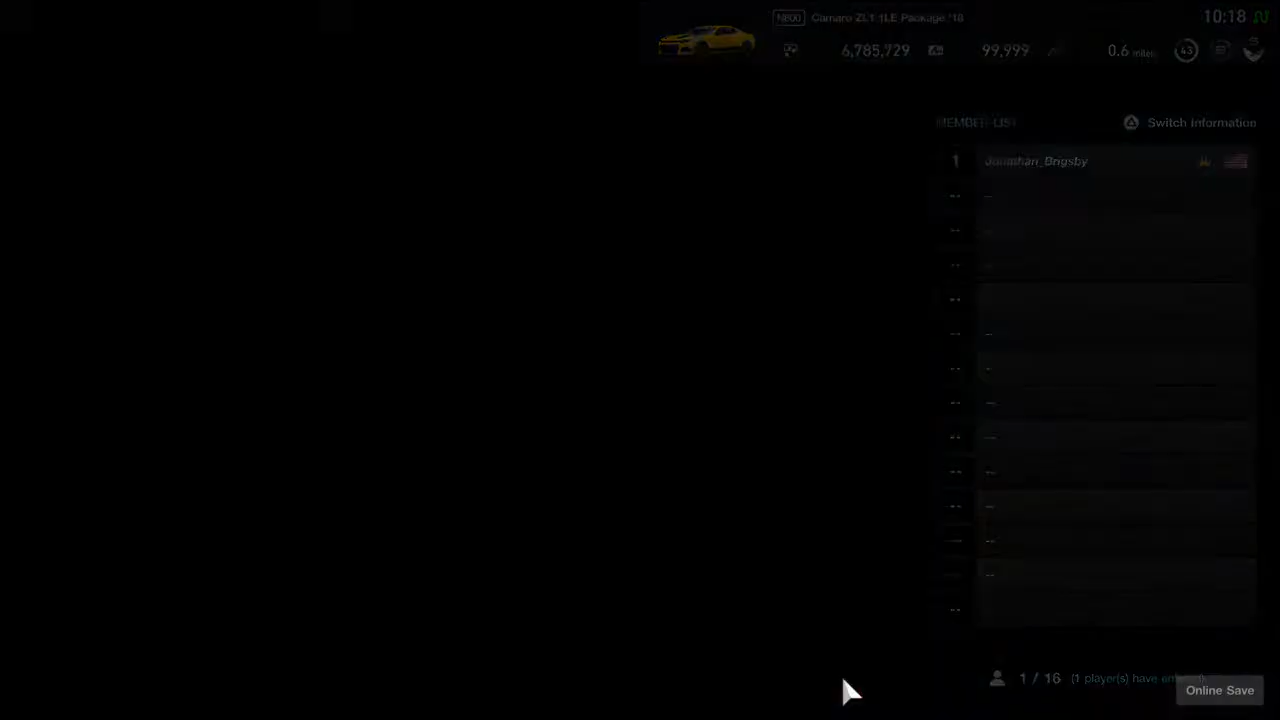 N800 Camaro ZL1 1LE Package '18
10:18
6,785,729 99,999 0.6 miles 43
MEMBER LIST Switch Information
1 Jonathan_Brigsby
-- --
-- --
-- --
--
-- --
-- --
-- --
-- --
-- --
-- --
-- --
-- --
--
1 / 16 (1 player(s) have entered)
Online Save